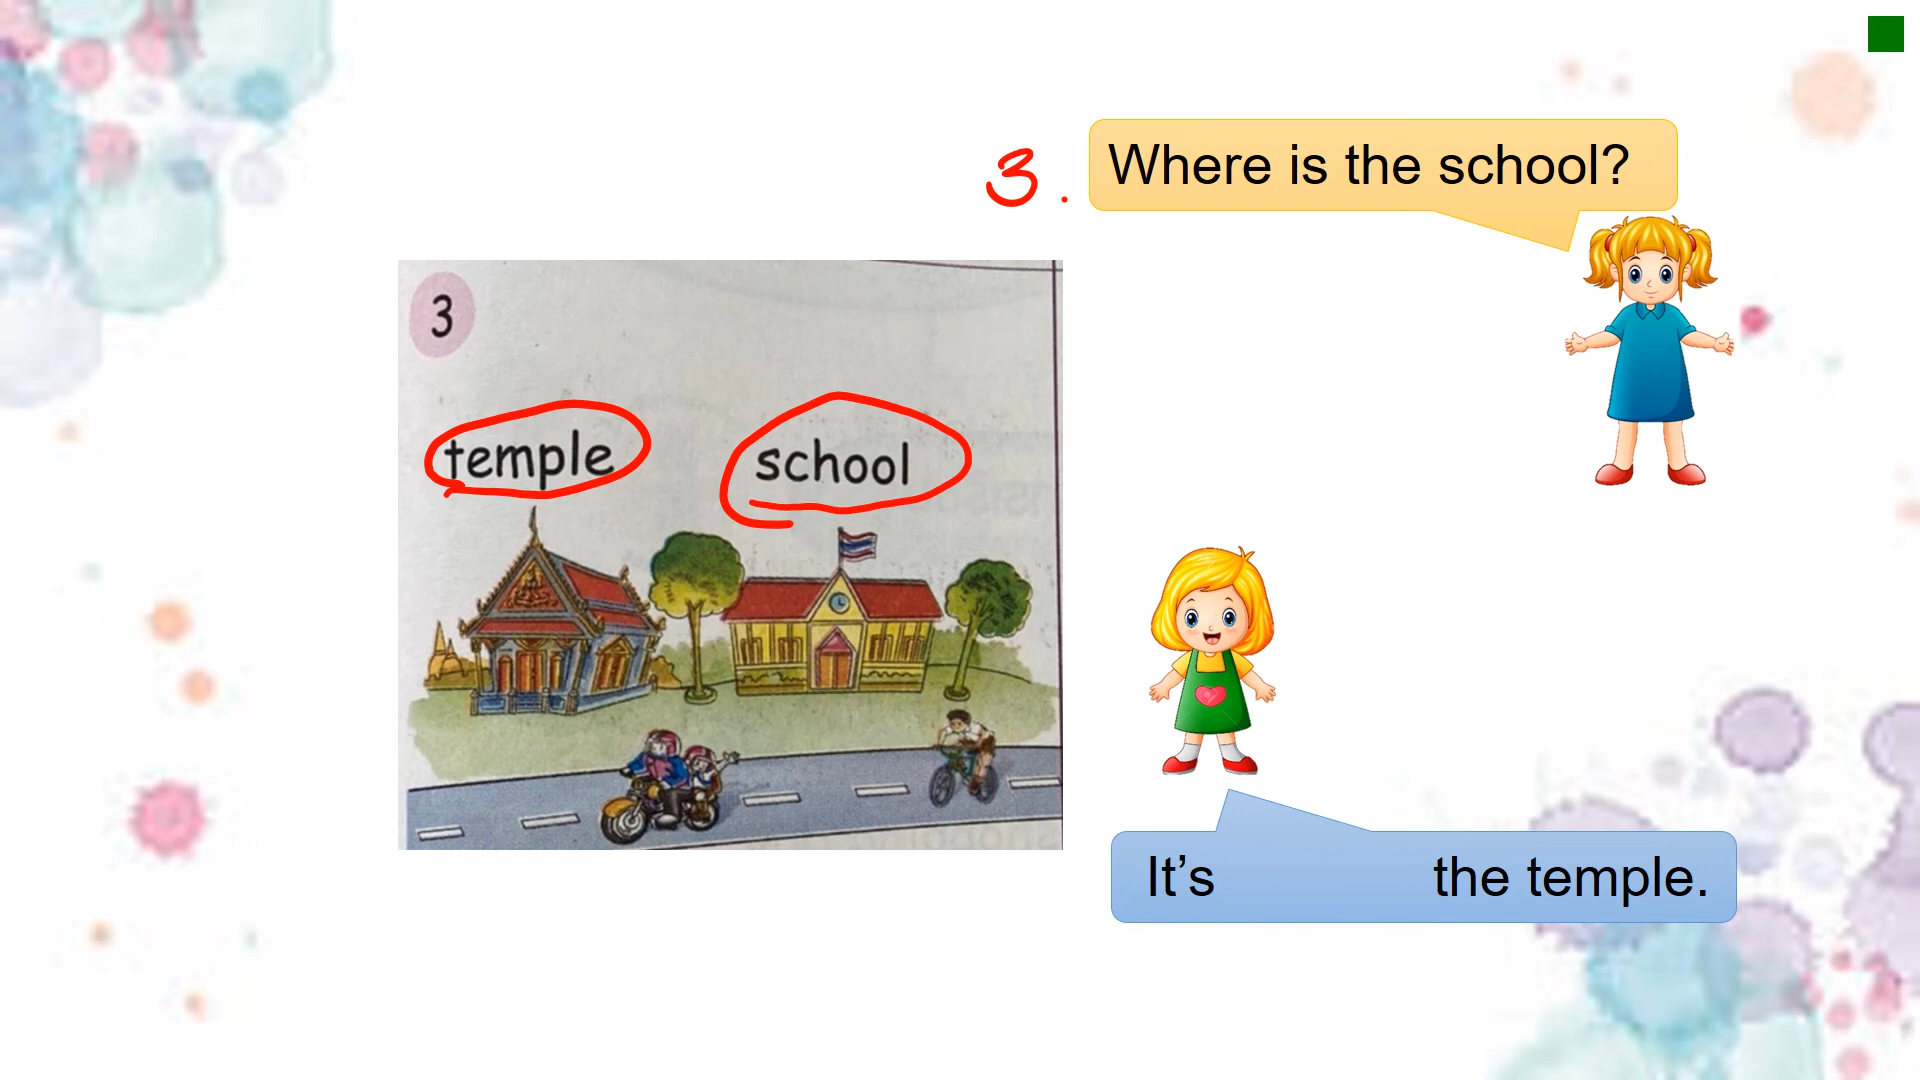 3. Where is the school?
3
temple school
It's the temple.